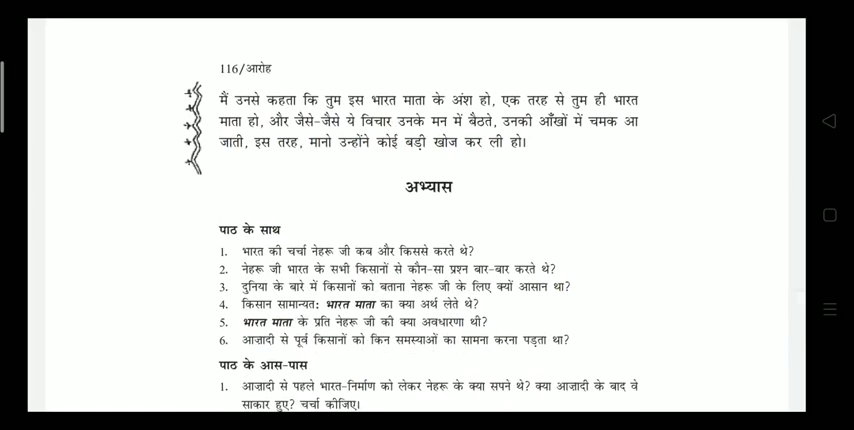 116/आरोह
मैं उनसे कहता कि तुम इस भारत माता के अंश हो, एक तरह से तुम ही भारत
माता हो, और जैसे-जैसे ये विचार उनके मन में बैठते, उनकी आँखों में चमक आ
जाती, इस तरह, मानो उन्होंने कोई बड़ी खोज कर ली हो।
अभ्यास
पाठ के साथ
1. भारत की चर्चा नेहरू जी कब और किससे करते थे?
2. नेहरू जी भारत के सभी किसानों से कौन-सा प्रश्न बार-बार करते थे?
3. दुनिया के बारे में किसानों को बताना नेहरू जी के लिए क्यों आसान था?
4. किसान सामान्यत: भारत माता का क्या अर्थ लेते थे?
5. भारत माता के प्रति नेहरू जी की क्या अवधारणा थी?
6. आज़ादी से पूर्व किसानों को किन समस्याओं का सामना करना पड़ता था?
पाठ के आस-पास
1. आज़ादी से पहले भारत-निर्माण को लेकर नेहरू के क्या सपने थे? क्या आज़ादी के बाद वे
साकार हुए? चर्चा कीजिए।